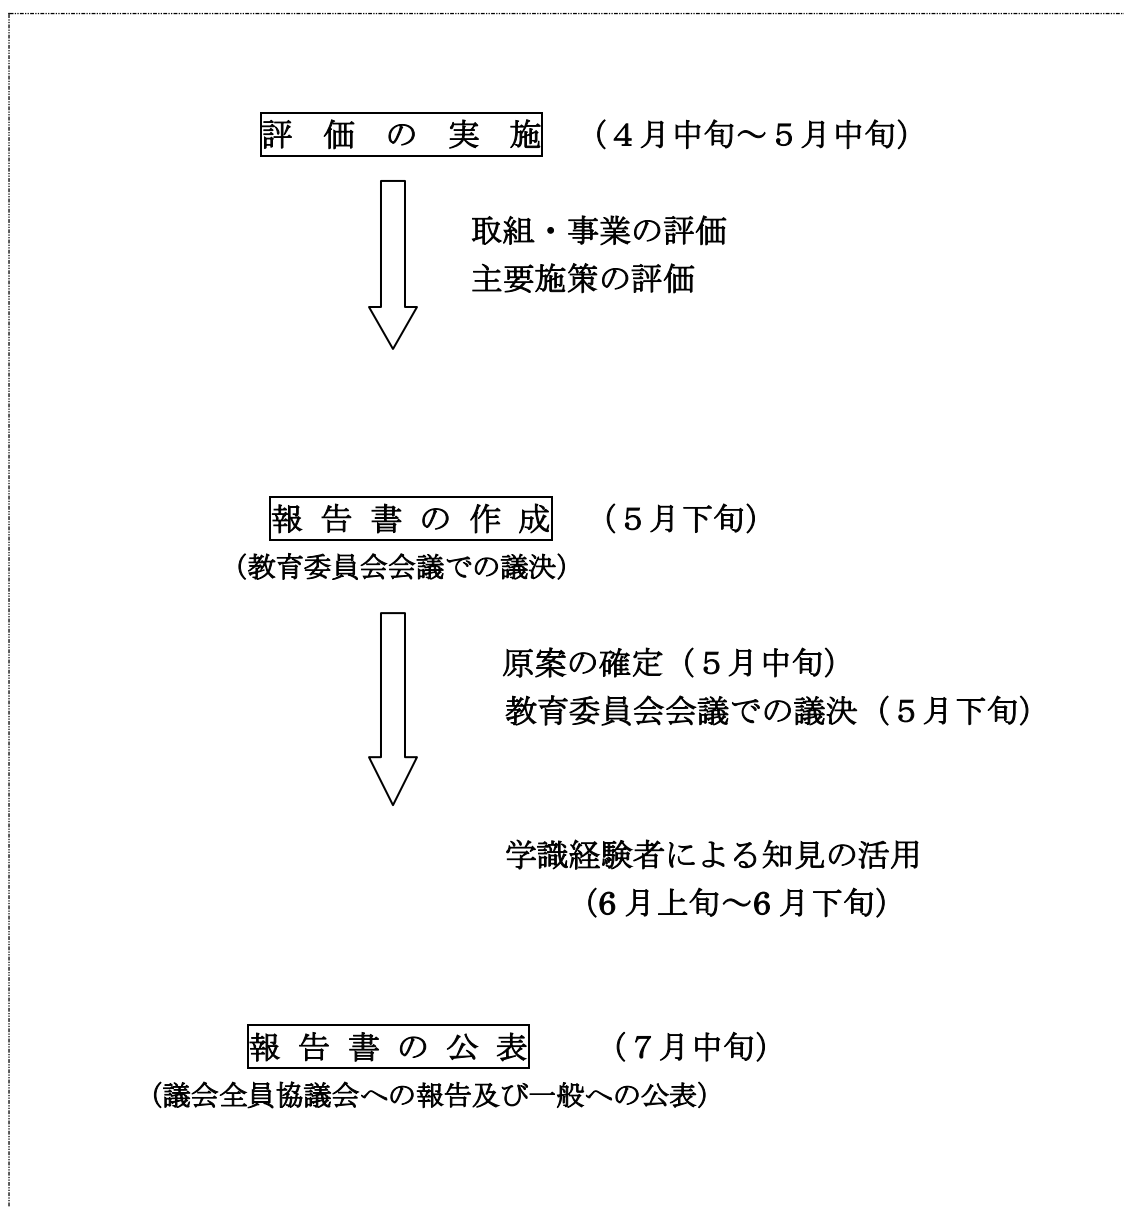 評価の実施 （４月中旬～５月中旬）
取組・事業の評価
主要施策の評価
報告書の作成 （５月下旬）
（教育委員会会議での議決）
原案の確定（５月中旬）
教育委員会会議での議決（５月下旬）
学識経験者による知見の活用
（6月上旬～6月下旬）
報告書の公表 （７月中旬）
（議会全員協議会への報告及び一般への公表）